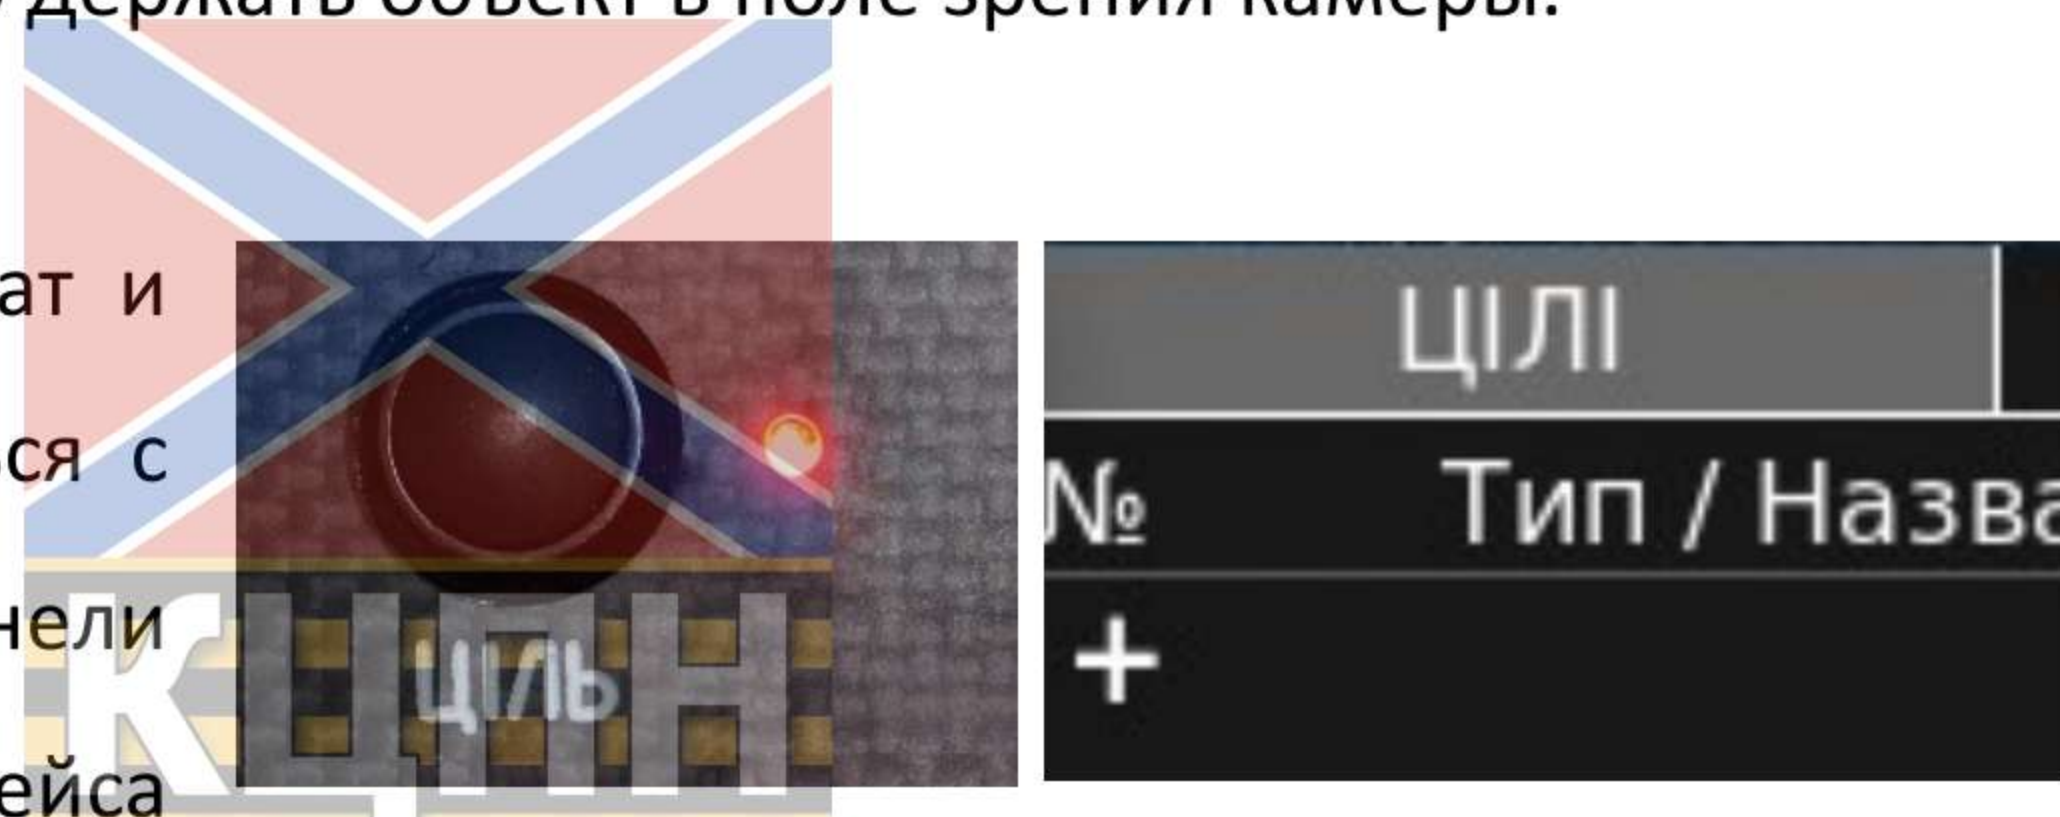 держать объект в поле зрения камеры.
ат и
ся с
нели
ейса
КЦПН
ЦІЛЬ
ЦІЛІ
№ Тип / Назва
+